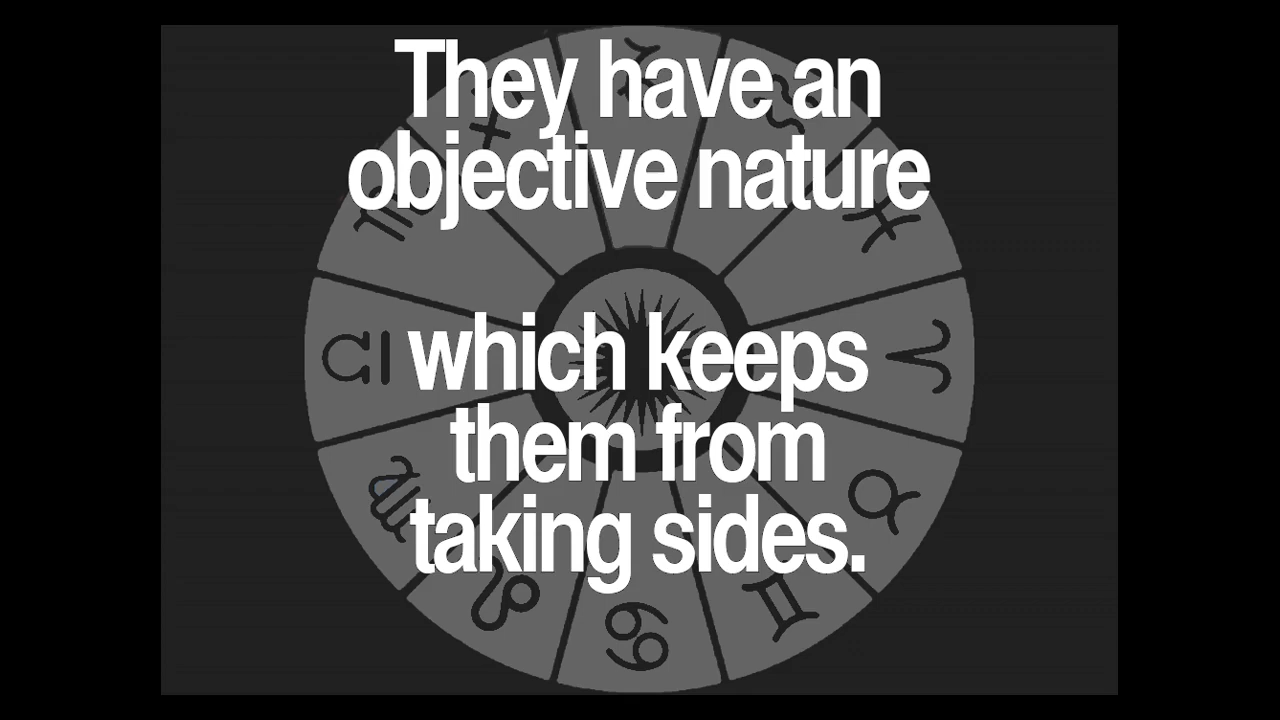 They have an
objective nature
which keeps
them from
taking sides.